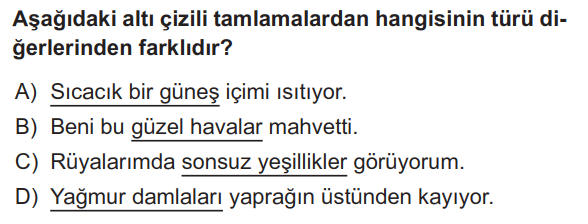 Aşağıdaki altı çizili tamlamalardan hangisinin türü di-
ğerlerinden farklıdır?
A) Sıcacık bir güneş içimi ısıtıyor.
B) Beni bu güzel havalar mahvetti.
C) Rüyalarımda sonsuz yeşillikler görüyorum.
D) Yağmur damlaları yaprağın üstünden kayıyor.